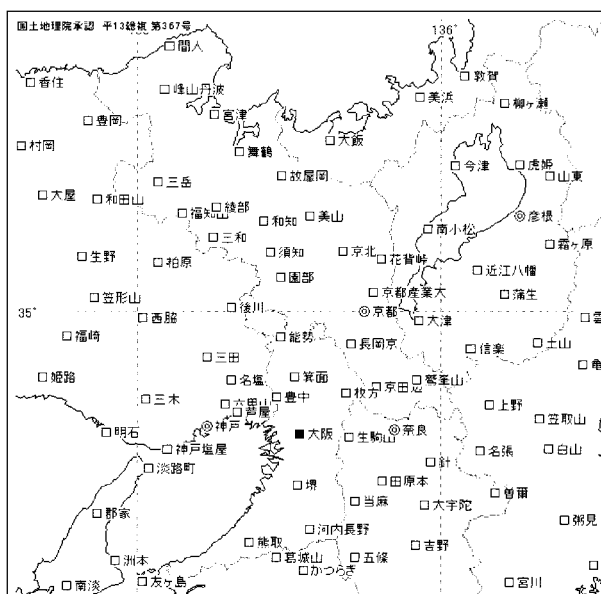 国土地理院承認 平13総複 第367号
136°
間人
香住
敦賀
峰山丹波
美浜
柳ヶ瀬
宮津
豊岡
大飯
村岡
舞鶴
今津
虎姫
故屋岡
山東
三岳
大屋
和田山
綾部
福知山
和知
美山
彦根
南小松
三和
霜ヶ原
生野
柏原
須知
京北
花背峠
近江八幡
園部
笠形山
京都産業大
蒲生
35°
後川
西脇
京都
大津
福崎
能勢
長岡京
信楽
土山
三田
姫路
名塩
箕面
京田辺
鷲峯山
枚方
三木
豊中
六甲山
芦屋
上野
笠取山
神戸
明石
大阪
生駒山
奈良
神戸塩屋
名張
白山
針
淡路町
堺
田原本
曽爾
当麻
大宇陀
郡家
粥見
河内長野
能取
吉野
洲本
葛城山
五條
かつらぎ
南淡
友ヶ島
宮川